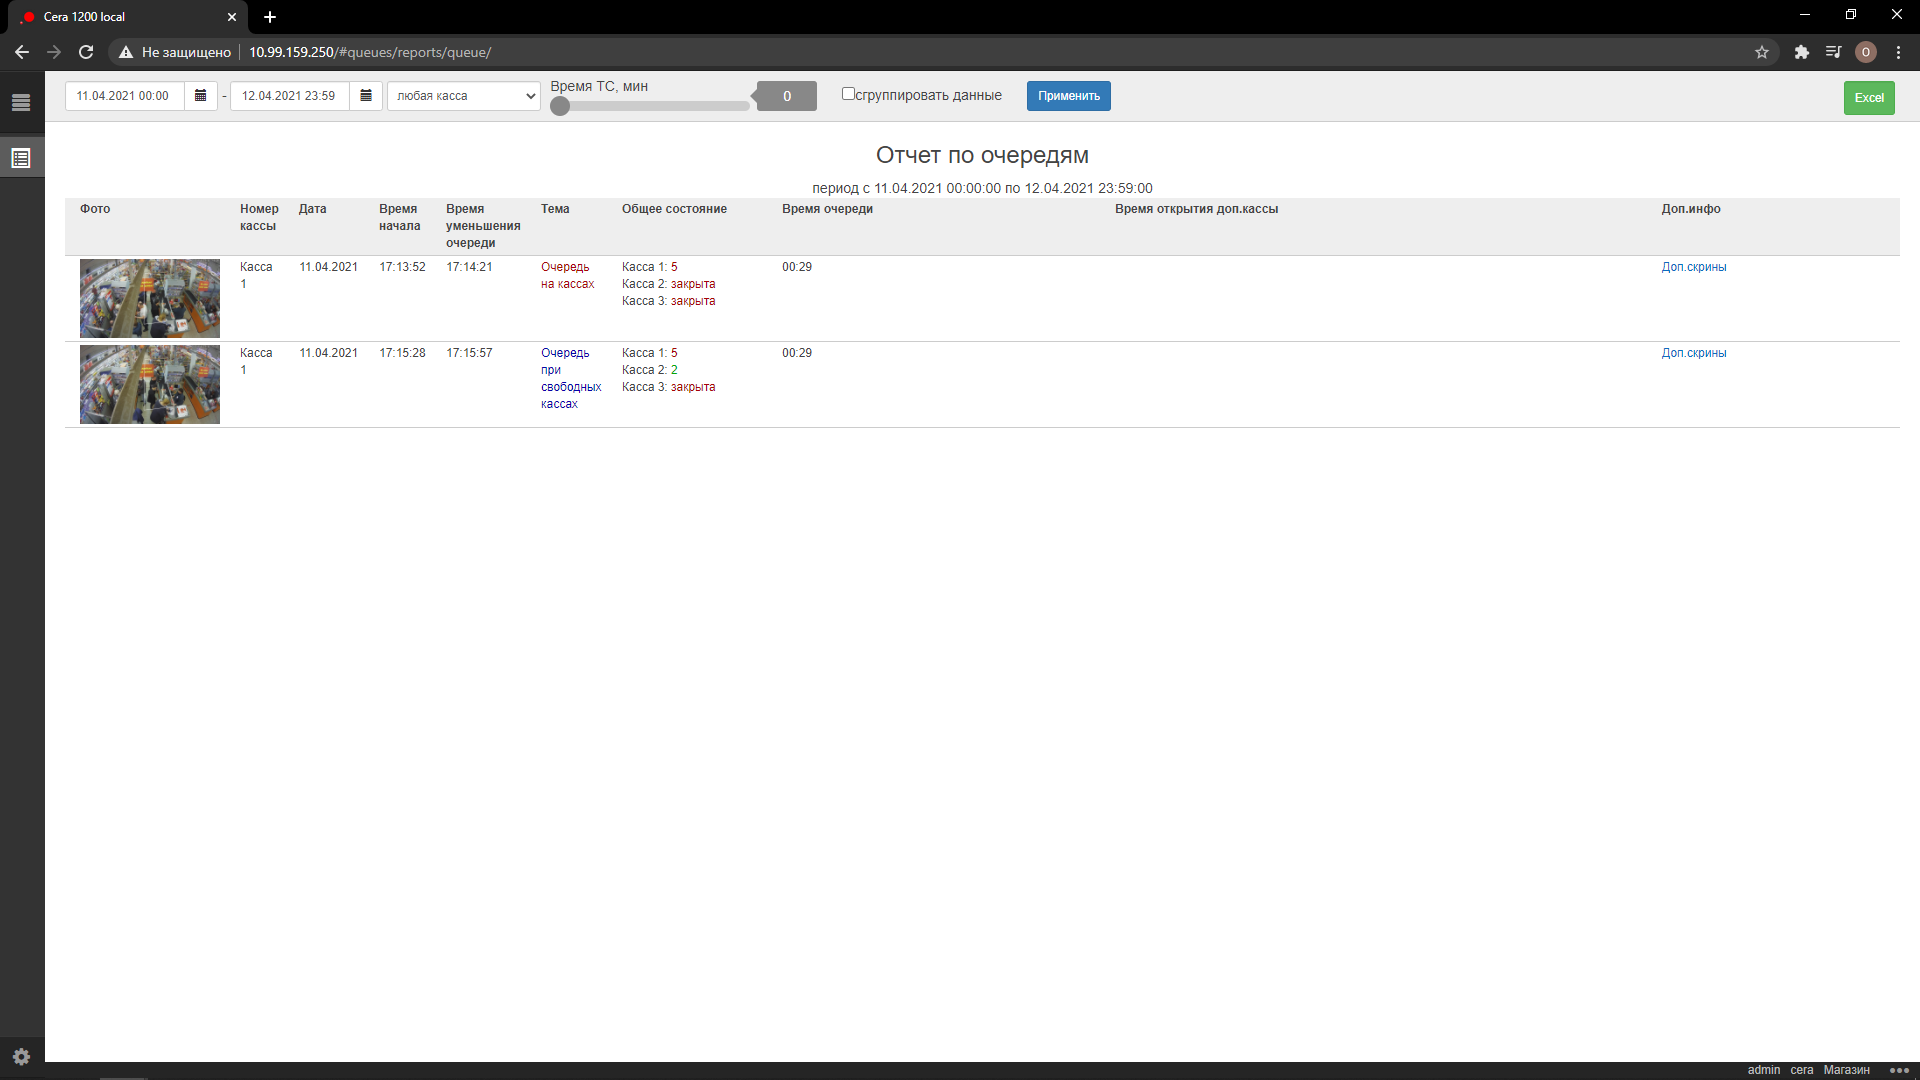 Cera 1200 local
Не защищено 10.99.159.250/#queues/reports/queue/
O
11.04.2021 00:00 - 12.04.2021 23:59 любая касса Время ТС, мин 0 сгруппировать данные Применить Excel
Отчет по очередям
период с 11.04.2021 00:00:00 по 12.04.2021 23:59:00
Фото Номер кассы Дата Время начала Время уменьшения очереди Тема Общее состояние Время очереди Время открытия доп.кассы Доп.инфо
Касса 1 11.04.2021 17:13:52 17:14:21 Очередь на кассах Касса 1: 5 00:29 Доп.скрины
Касса 2: закрыта
Касса 3: закрыта
Касса 1 11.04.2021 17:15:28 17:15:57 Очередь при свободных кассах Касса 1: 5 00:29 Доп.скрины
Касса 2: 2
Касса 3: закрыта
admin cera Магазин